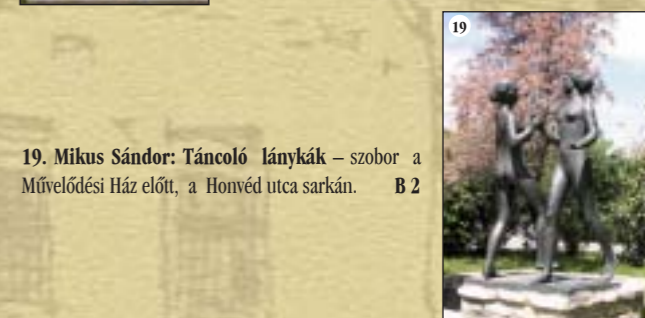 19
19. Mikus Sándor: Táncoló lánykák – szobor a
Művelődési Ház előtt, a Honvéd utca sarkán. B 2